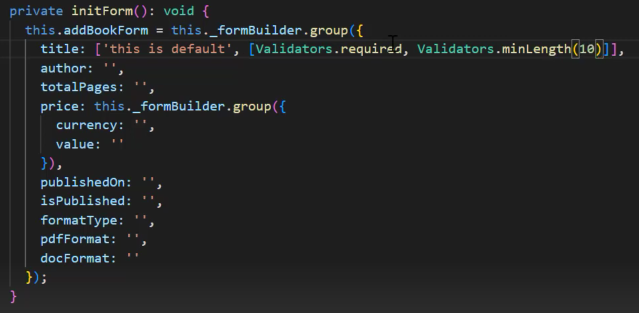 private initForm(): void {
this.addBookForm = this._formBuilder.group({
title: ['this is default', [Validators.required, Validators.minLength(10)]],
author: '',
totalPages: '',
price: this._formBuilder.group({
currency: '',
value: ''
}),
publishedOn: '',
isPublished: '',
formatType: '',
pdfFormat: '',
docFormat: ''
});
}